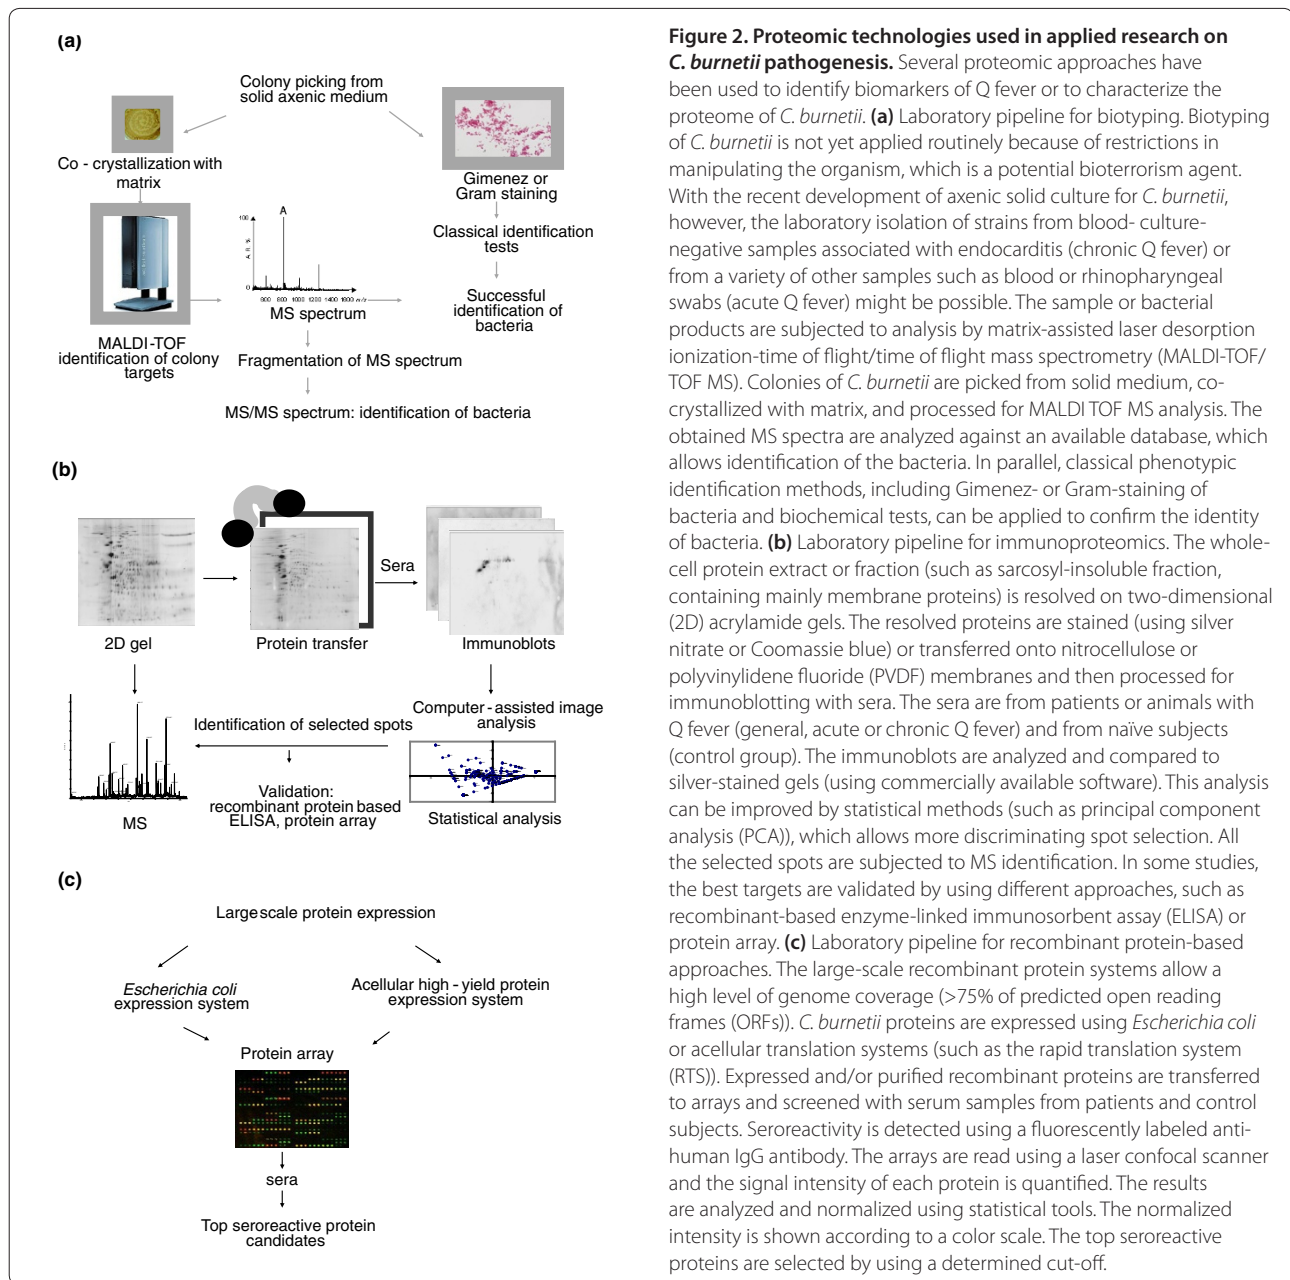 (a)
Colony picking from
solid axenic medium
Co - crystallization with
matrix
Gimenez or
Gram staining
Classical identification
tests
Successful
identification of
bacteria
100
A
0
600 800 1000 1200 1400 1600 m/z
MS spectrum
MALDI-TOF
identification of colony
targets
Fragmentation of MS spectrum
MS/MS spectrum: identification of bacteria
(b)
Sera
2D gel
Protein transfer
Immunoblots
Computer - assisted image
analysis
Identification of selected spots
Validation:
recombinant protein based
ELISA, protein array
MS
Statistical analysis
(c)
Large scale protein expression
Escherichia coli
expression system
Acellular high - yield protein
expression system
Protein array
sera
Top seroreactive protein
candidates
Figure 2. Proteomic technologies used in applied research on
C. burnetii pathogenesis. Several proteomic approaches have
been used to identify biomarkers of Q fever or to characterize the
proteome of C. burnetii. (a) Laboratory pipeline for biotyping. Biotyping
of C. burnetii is not yet applied routinely because of restrictions in
manipulating the organism, which is a potential bioterrorism agent.
With the recent development of axenic solid culture for C. burnetii,
however, the laboratory isolation of strains from blood- culture-
negative samples associated with endocarditis (chronic Q fever) or
from a variety of other samples such as blood or rhinopharyngeal
swabs (acute Q fever) might be possible. The sample or bacterial
products are subjected to analysis by matrix-assisted laser desorption
ionization-time of flight/time of flight mass spectrometry (MALDI-TOF/
TOF MS). Colonies of C. burnetii are picked from solid medium, co-
crystallized with matrix, and processed for MALDI TOF MS analysis. The
obtained MS spectra are analyzed against an available database, which
allows identification of the bacteria. In parallel, classical phenotypic
identification methods, including Gimenez- or Gram-staining of
bacteria and biochemical tests, can be applied to confirm the identity
of bacteria. (b) Laboratory pipeline for immunoproteomics. The whole-
cell protein extract or fraction (such as sarcosyl-insoluble fraction,
containing mainly membrane proteins) is resolved on two-dimensional
(2D) acrylamide gels. The resolved proteins are stained (using silver
nitrate or Coomassie blue) or transferred onto nitrocellulose or
polyvinylidene fluoride (PVDF) membranes and then processed for
immunoblotting with sera. The sera are from patients or animals with
Q fever (general, acute or chronic Q fever) and from naïve subjects
(control group). The immunoblots are analyzed and compared to
silver-stained gels (using commercially available software). This analysis
can be improved by statistical methods (such as principal component
analysis (PCA)), which allows more discriminating spot selection. All
the selected spots are subjected to MS identification. In some studies,
the best targets are validated by using different approaches, such as
recombinant-based enzyme-linked immunosorbent assay (ELISA) or
protein array. (c) Laboratory pipeline for recombinant protein-based
approaches. The large-scale recombinant protein systems allow a
high level of genome coverage (>75% of predicted open reading
frames (ORFs)). C. burnetii proteins are expressed using Escherichia coli
or acellular translation systems (such as the rapid translation system
(RTS)). Expressed and/or purified recombinant proteins are transferred
to arrays and screened with serum samples from patients and control
subjects. Seroreactivity is detected using a fluorescently labeled anti-
human IgG antibody. The arrays are read using a laser confocal scanner
and the signal intensity of each protein is quantified. The results
are analyzed and normalized using statistical tools. The normalized
intensity is shown according to a color scale. The top seroreactive
proteins are selected by using a determined cut-off.